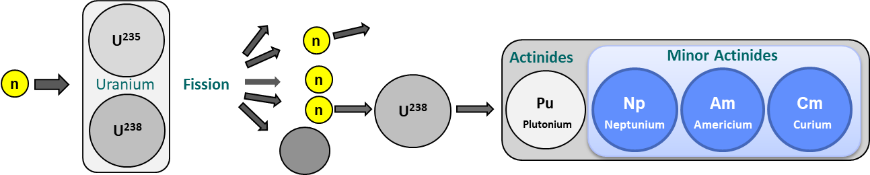 n
U²³⁵
Uranium
U²³⁸
Fission
n
n
n
U²³⁸
Actinides
Pu
Plutonium
Minor Actinides
Np
Neptunium
Am
Americium
Cm
Curium